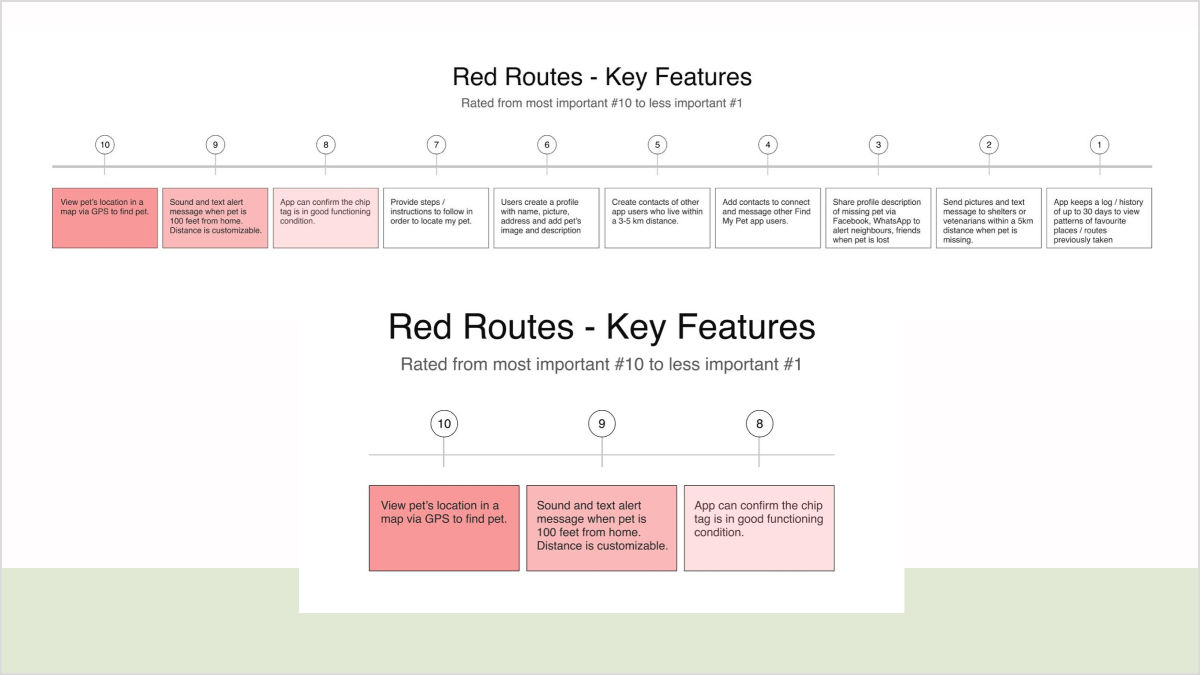 Red Routes - Key Features
Rated from most important #10 to less important #1
10
9
8
7
6
5
4
3
2
1
View pet's location in a
map via GPS to find pet.
Sound and text alert
message when pet is
100 feet from home.
Distance is customizable.
App can confirm the chip
tag is in good functioning
condition.
Provide steps /
instructions to follow in
order to locate my pet.
Users create a profile
with name, picture,
address and add pet's
image and description
Create contacts of other
app users who live within
a 3-5 km distance.
Add contacts to connect
and message other Find
My Pet app users.
Share profile description
of missing pet via
Facebook, WhatsApp to
alert neighbours, friends
when pet is lost
Send pictures and text
message to shelters or
vetenarians within a 5km
distance when pet is
missing.
App keeps a log / history
of up to 30 days to view
patterns of favourite
places / routes
previously taken
Red Routes - Key Features
Rated from most important #10 to less important #1
10
9
8
View pet's location in a
map via GPS to find pet.
Sound and text alert
message when pet is
100 feet from home.
Distance is customizable.
App can confirm the chip
tag is in good functioning
condition.